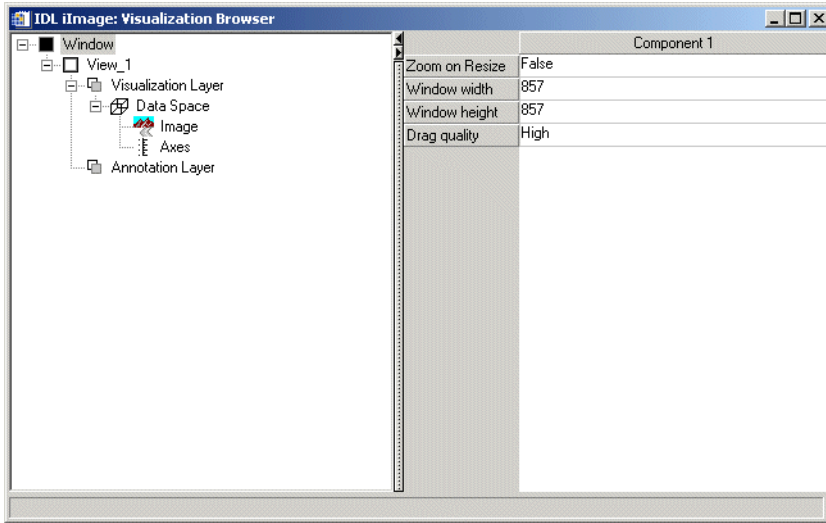 IDL iImage: Visualization Browser
Window
View_1
Visualization Layer
Data Space
Image
Axes
Annotation Layer
Component 1
Zoom on Resize False
Window width 857
Window height 857
Drag quality High